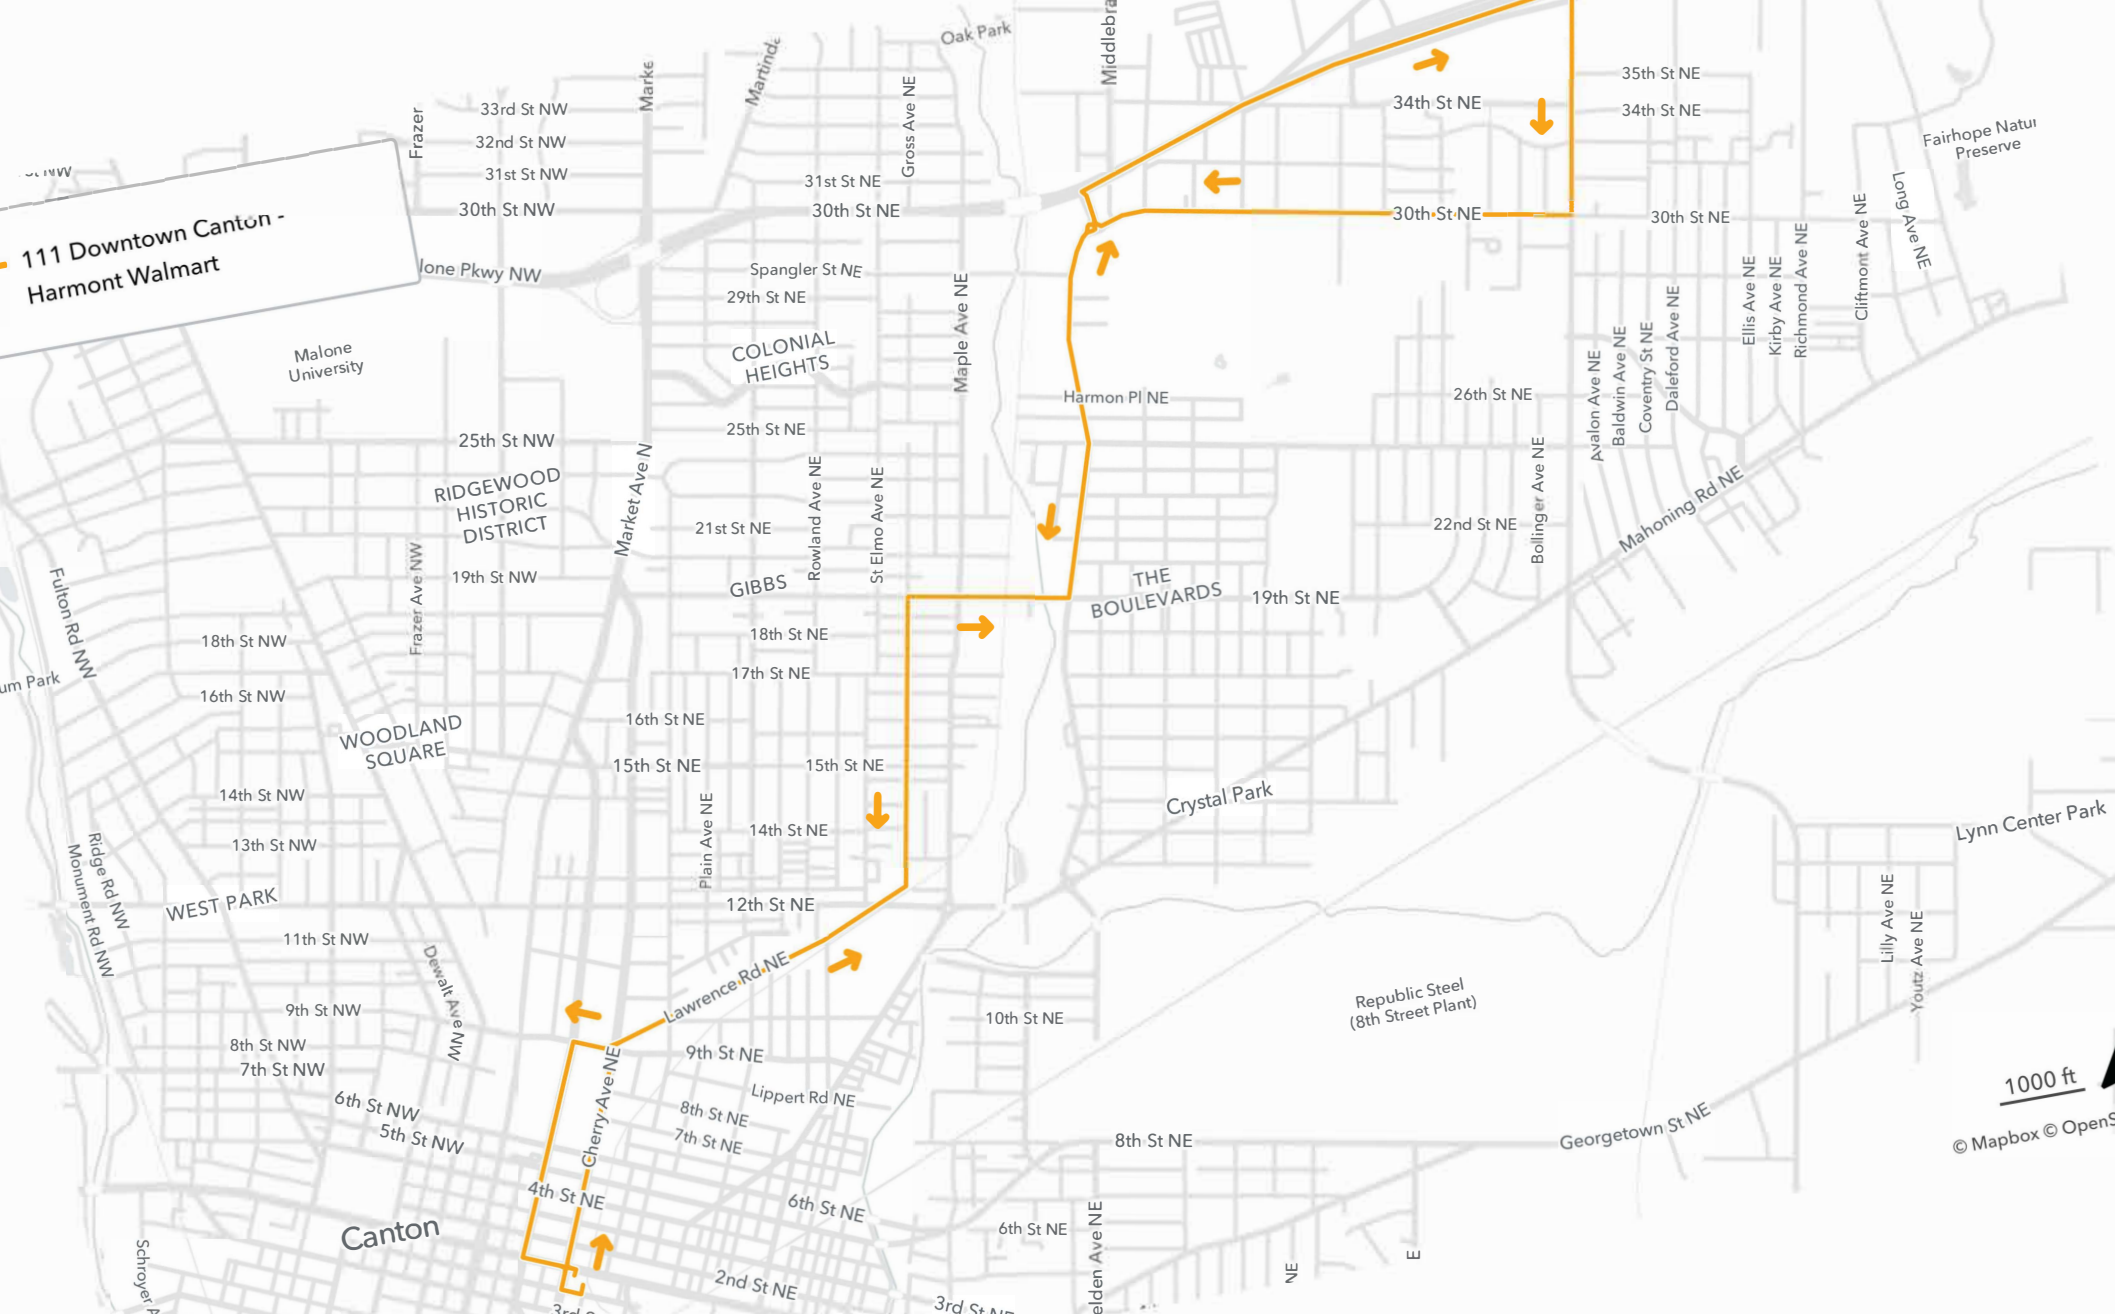 Oak Park
35th St NE
33rd St NW
Gross Ave NE
34th St NE
34th St NE
Frazer
32nd St NW
Fairhope
Preserve
31st St NW
31st St NE
30th St NW
30th St NE
30th St NE
30th St NE
Long Ave NE
Cliftmont Ave NE
111 Downtown Canton -
Harmont Walmart
Pkwy NW
Spangler St NE
29th St NE
Maple Ave NE
Ellis Ave NE
Kirby Ave NE
Richmond Ave NE
Malone
University
COLONIAL
HEIGHTS
Avalon Ave NE
Baldwin Ave NE
Coventry St NE
Daleford Ave NE
Harmon Pl NE
26th St NE
25th St NW
25th St NE
RIDGEWOOD
HISTORIC
DISTRICT
Market Ave N
Rowland Ave NE
St Elmo Ave NE
Bollinger Ave NE
Mahoning Rd NE
21st St NE
22nd St NE
Fulton Rd NW
Frazer Ave NW
19th St NW
GIBBS
THE
BOULEVARDS
19th St NE
18th St NW
18th St NE
Park
17th St NE
16th St NW
16th St NE
WOODLAND
SQUARE
15th St NE
15th St NE
14th St NW
Crystal Park
Lynn Center Park
Plain Ave NE
14th St NE
Ridge Rd NW
Monument Rd NW
13th St NW
WEST PARK
12th St NE
Lilly Ave NE
Youtz Ave NE
11th St NW
Dewalt Ave NW
Lawrence Rd NE
Republic Steel
(8th Street Plant)
9th St NW
10th St NE
8th St NW
9th St NE
7th St NW
Cherry Ave NE
Lippert Rd NE
1000 ft
6th St NW
8th St NE
5th St NW
7th St NE
8th St NE
Georgetown St NE
© Mapbox ©
4th St NE
6th St NE
6th St NE
Canton
Schroyer
2nd St NE
Ave NE
NE
E
3rd St NE